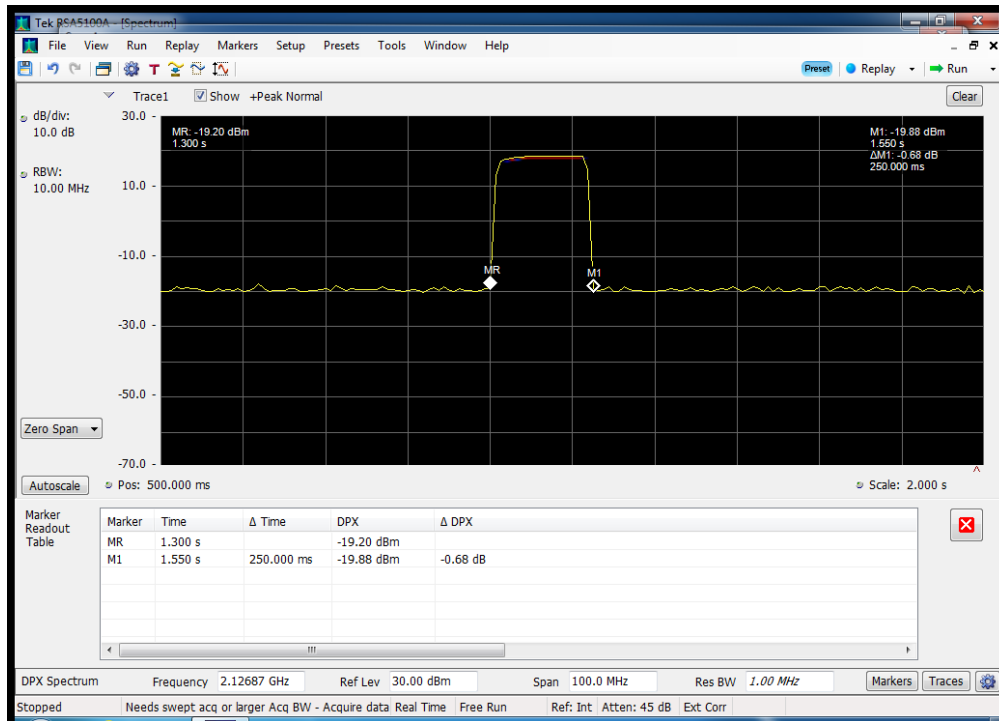 Tek RSA5100A - [Spectrum]
File View Run Replay Markers Setup Presets Tools Window Help
T
Preset Replay Run
Trace1 Show +Peak Normal Clear
dB/div:
10.0 dB
RBW:
10.00 MHz
30.0
10.0
-10.0
-30.0
-50.0
-70.0
MR: -19.20 dBm
1.300 s
M1: -19.88 dBm
1.550 s
ΔM1: -0.68 dB
250.000 ms
MR
M1
Zero Span
Autoscale Pos: 500.000 ms Scale: 2.000 s
Marker
Readout
Table
Marker Time Δ Time DPX Δ DPX
MR 1.300 s -19.20 dBm
M1 1.550 s 250.000 ms -19.88 dBm -0.68 dB
DPX Spectrum Frequency 2.12687 GHz Ref Lev 30.00 dBm Span 100.0 MHz Res BW 1.00 MHz Markers Traces
Stopped Needs swept acq or larger Acq BW - Acquire data Real Time Free Run Ref: Int Atten: 45 dB Ext Corr